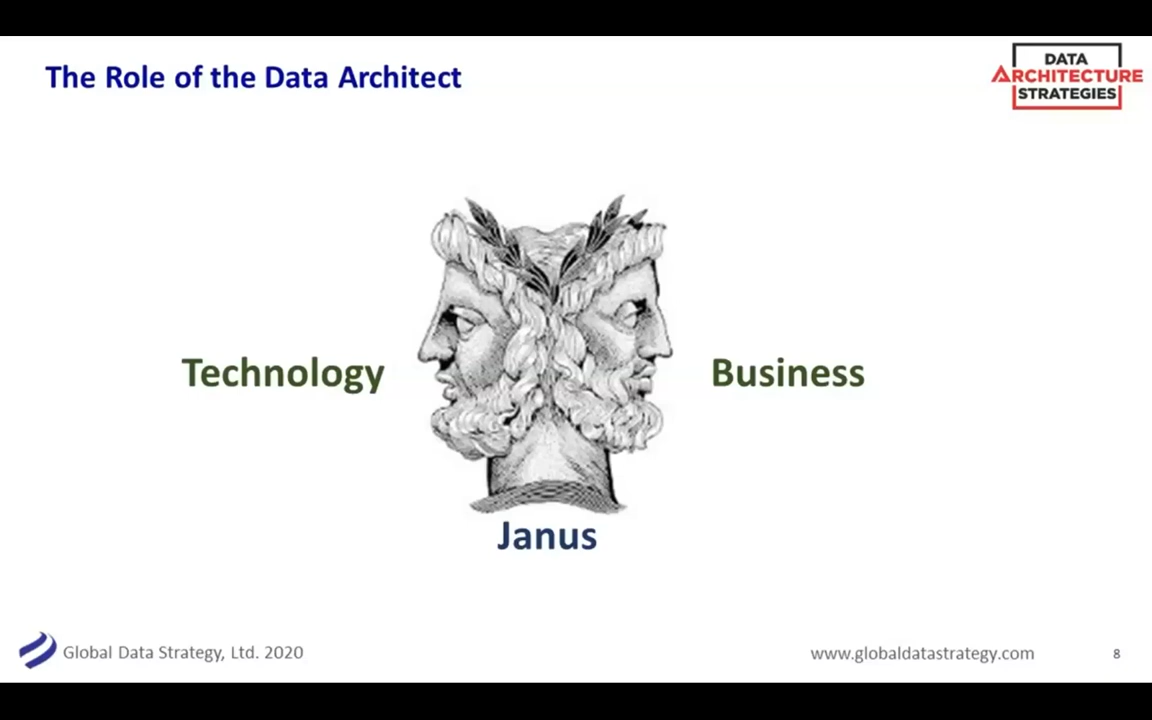 The Role of the Data Architect
DATA
ARCHITECTURE
STRATEGIES
Technology
Business
Janus
Global Data Strategy, Ltd. 2020
www.globaldatastrategy.com
8